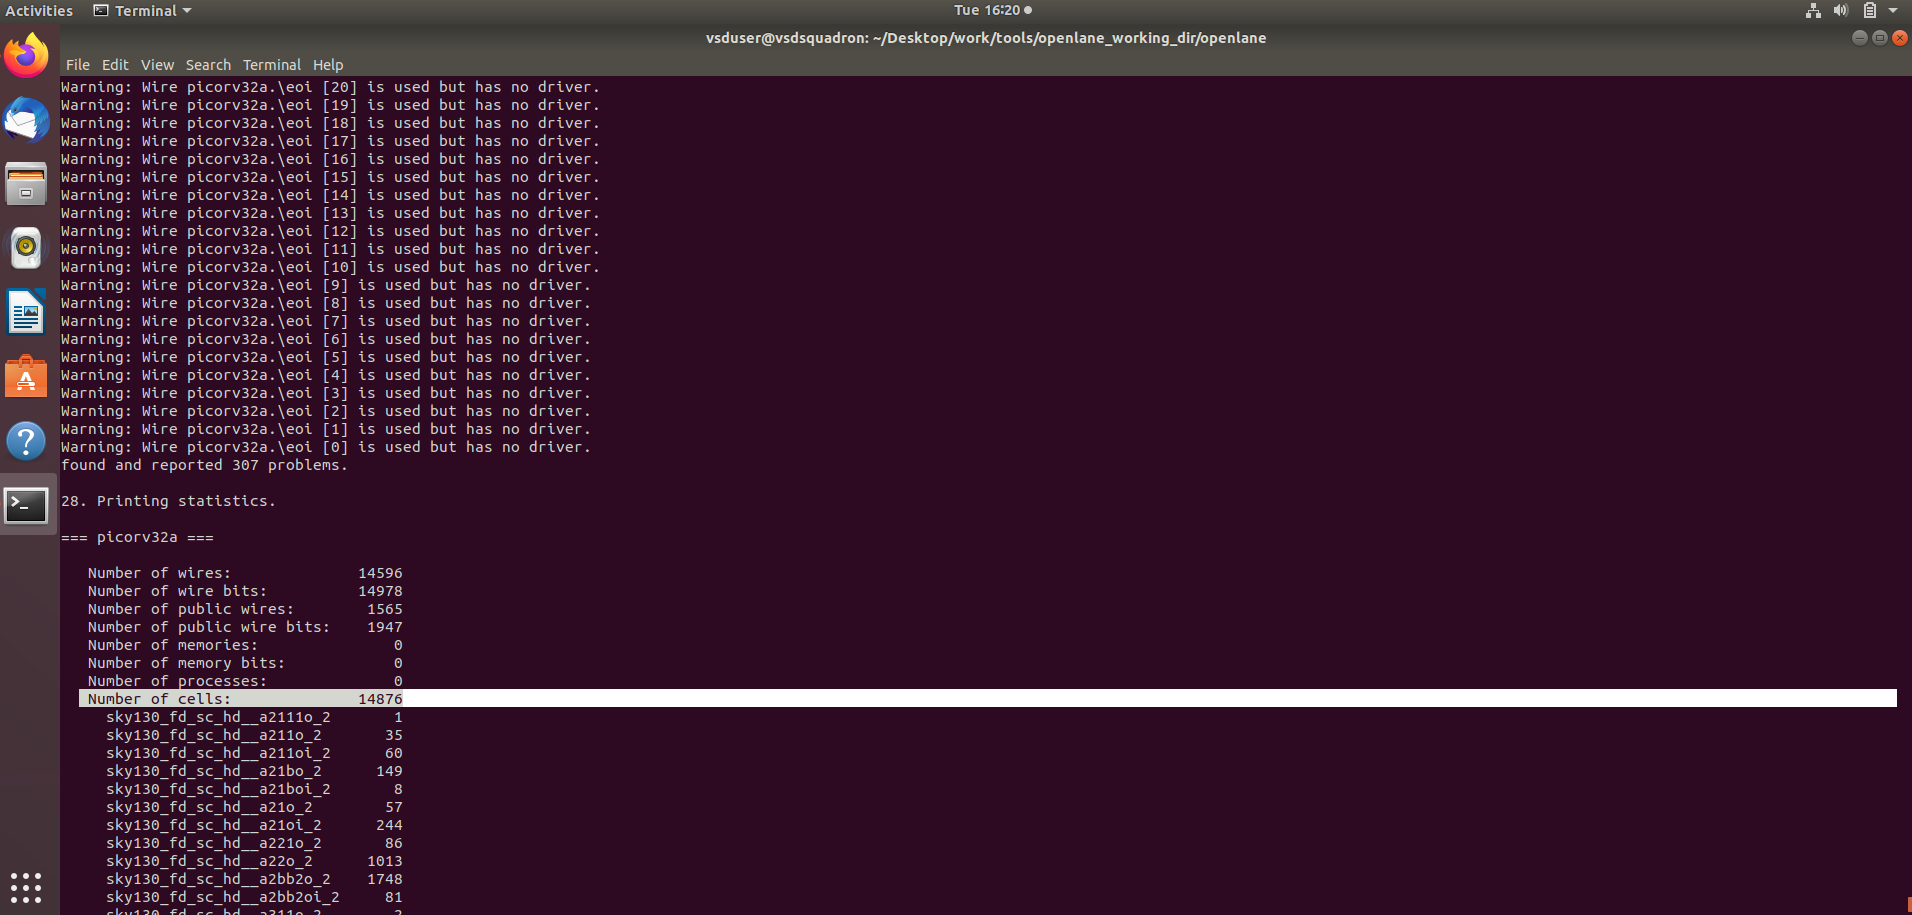 Activities Terminal Tue 16:20
vsduser@vsdsquadron: ~/Desktop/work/tools/openlane_working_dir/openlane
File Edit View Search Terminal Help
Warning: Wire picorv32a.\eoi [20] is used but has no driver.
Warning: Wire picorv32a.\eoi [19] is used but has no driver.
Warning: Wire picorv32a.\eoi [18] is used but has no driver.
Warning: Wire picorv32a.\eoi [17] is used but has no driver.
Warning: Wire picorv32a.\eoi [16] is used but has no driver.
Warning: Wire picorv32a.\eoi [15] is used but has no driver.
Warning: Wire picorv32a.\eoi [14] is used but has no driver.
Warning: Wire picorv32a.\eoi [13] is used but has no driver.
Warning: Wire picorv32a.\eoi [12] is used but has no driver.
Warning: Wire picorv32a.\eoi [11] is used but has no driver.
Warning: Wire picorv32a.\eoi [10] is used but has no driver.
Warning: Wire picorv32a.\eoi [9] is used but has no driver.
Warning: Wire picorv32a.\eoi [8] is used but has no driver.
Warning: Wire picorv32a.\eoi [7] is used but has no driver.
Warning: Wire picorv32a.\eoi [6] is used but has no driver.
Warning: Wire picorv32a.\eoi [5] is used but has no driver.
Warning: Wire picorv32a.\eoi [4] is used but has no driver.
Warning: Wire picorv32a.\eoi [3] is used but has no driver.
Warning: Wire picorv32a.\eoi [2] is used but has no driver.
Warning: Wire picorv32a.\eoi [1] is used but has no driver.
Warning: Wire picorv32a.\eoi [0] is used but has no driver.
found and reported 307 problems.
28. Printing statistics.
=== picorv32a ===
Number of wires: 14596
Number of wire bits: 14978
Number of public wires: 1565
Number of public wire bits: 1947
Number of memories: 0
Number of memory bits: 0
Number of processes: 0
Number of cells: 14876
sky130_fd_sc_hd__a2111o_2 1
sky130_fd_sc_hd__a211o_2 35
sky130_fd_sc_hd__a211oi_2 60
sky130_fd_sc_hd__a21bo_2 149
sky130_fd_sc_hd__a21boi_2 8
sky130_fd_sc_hd__a21o_2 57
sky130_fd_sc_hd__a21oi_2 244
sky130_fd_sc_hd__a221o_2 86
sky130_fd_sc_hd__a22o_2 1013
sky130_fd_sc_hd__a2bb2o_2 1748
sky130_fd_sc_hd__a2bb2oi_2 81
sky130_fd_sc_hd__a311o_2 2